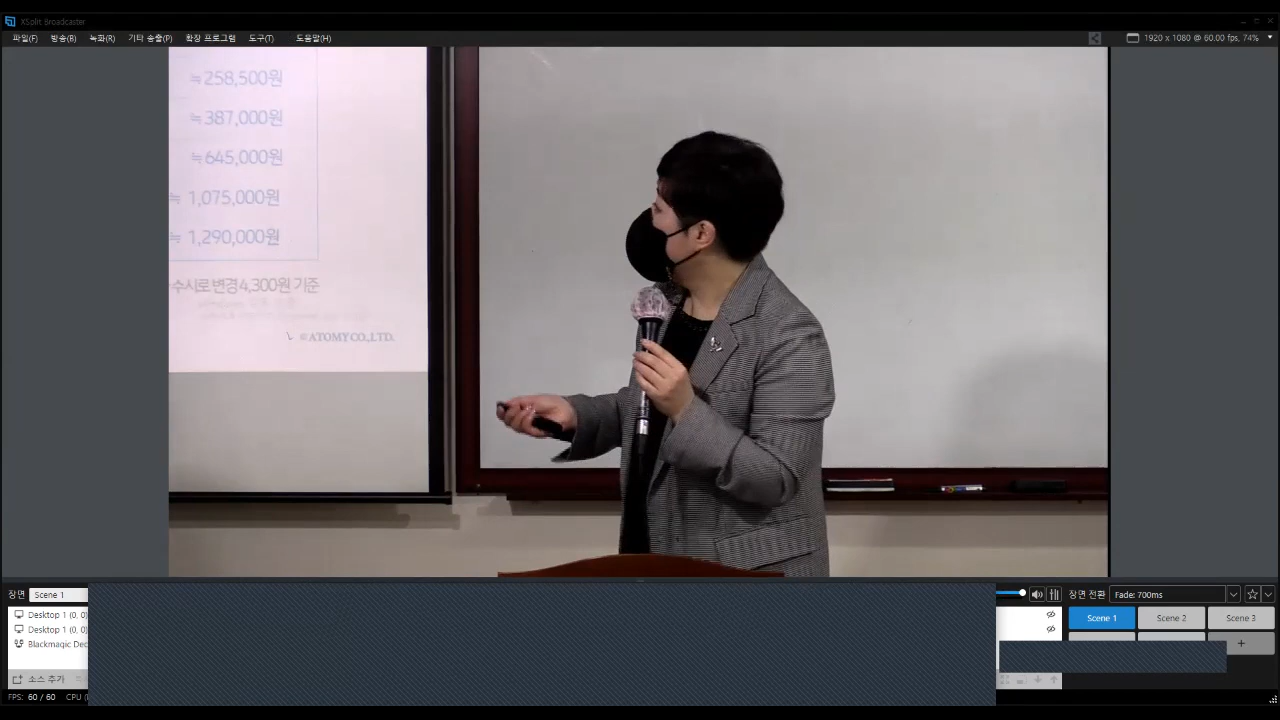 XSplit Broadcaster
파일(F) 방송(B) 녹화(R) 기타 송출(P) 확장 프로그램 도구(T) 도움말(H) 1920 x 1080 @ 60.00 fps, 74%
≒258,500원
≒387,000원
≒645,000원
≒ 1,075,000원
≒ 1,290,000원
수시로 변경 4,300원 기준
©ATOMY CO.,LTD.
장면 Scene 1 장면 전환 Fade: 700ms
Desktop 1 (0, 0) Scene 1 Scene 2 Scene 3
Desktop 1 (0, 0)
Blackmagic Dec
소스 추가
FPS: 60 / 60 CPU